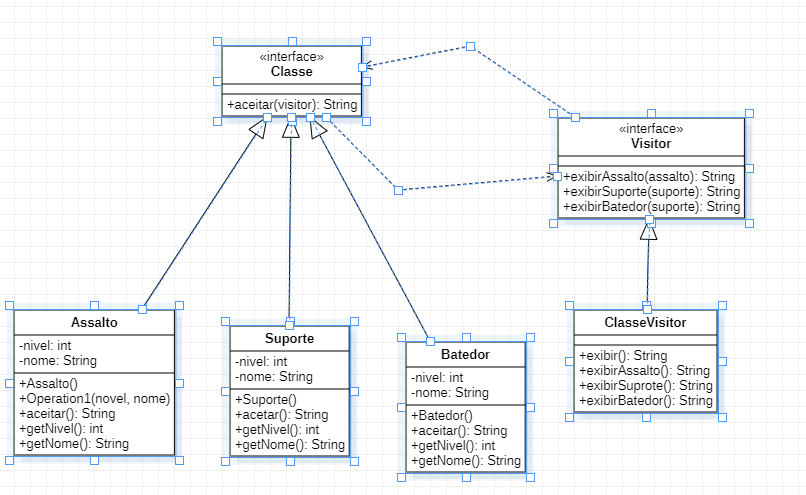 «interface»
Classe
+aceitar(visitor): String
«interface»
Visitor
+exibirAssalto(assalto): String
+exibirSuporte(suporte): String
+exibirBatedor(suporte): String
Assalto
-nivel: int
-nome: String
+Assalto()
+Operation1(novel, nome)
+aceitar(): String
+getNivel(): int
+getNome(): String
Suporte
-nivel: int
-nome: String
+Suporte()
+acetar(): String
+getNivel(): int
+getNome(): String
Batedor
-nivel: int
-nome: String
+Batedor()
+aceitar(): String
+getNivel(): int
+getNome(): String
ClasseVisitor
+exibir(): String
+exibirAssalto(): String
+exibirSuprote(): String
+exibirBatedor(): String